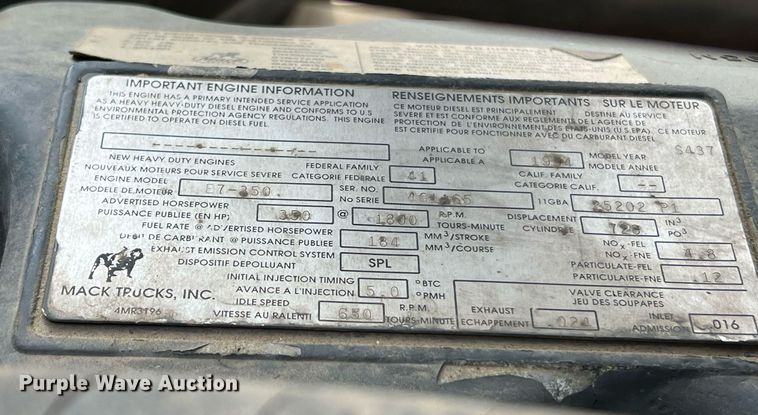 IMPORTANT ENGINE INFORMATION
THIS ENGINE HAS A PRIMARY INTENDED SERVICE APPLICATION
AS A HEAVY HEAVY-DUTY DIESEL ENGINE AND CONFORMS TO U.S.
ENVIRONMENTAL PROTECTION AGENCY REGULATIONS. THIS ENGINE
IS CERTIFIED TO OPERATE ON DIESEL FUEL
RENSEIGNEMENTS IMPORTANTS SUR LE MOTEUR
CE MOTEUR DIESEL EST PRINCIPALEMENT DESTINE AU SERVICE
SEVERE ET EST CONFORME AUX REGLEMENTS DE L'AGENCE DE
PROTECTION DE L'ENVIRONNEMENT DES ETATS-UNIS (U.S.EPA). CE MOTEUR
EST CERTIFIE POUR FONCTIONNER AVEC DU CARBURANT DIESEL
NEW HEAVY DUTY ENGINES
NOUVEAUX MOTEURS POUR SERVICE SEVERE
APPLICABLE TO
APPLICABLE A
MODEL YEAR
MODELE ANNEE
S437
FEDERAL FAMILY
CATEGORIE FEDERALE
41
CALIF. FAMILY
CATEGORIE CALIF.
--
ENGINE MODEL
MODELE DE MOTEUR
E7-350
SER. NO.
No SERIE
11GBA
P1
ADVERTISED HORSEPOWER
PUISSANCE PUBLIEE (EN HP)
350
@
1800
R.P.M.
TOURS-MINUTE
DISPLACEMENT
CYLINDREE
728
IN³
PO³
FUEL RATE @ ADVERTISED HORSEPOWER
DEBIT DE CARBURANT @ PUISSANCE PUBLIEE
184
MM³/STROKE
MM³/COURSE
NOx-FEL
NOx-FNE
4.8
EXHAUST EMISSION CONTROL SYSTEM
DISPOSITIF DEPOLLUANT
SPL
PARTICULATE-FEL
PARTICULAIRE-FNE
.12
INITIAL INJECTION TIMING
AVANCE A L'INJECTION
5.0
°BTC
°PMH
VALVE CLEARANCE
JEU DES SOUPAPES
MACK TRUCKS, INC.
4MR3196
IDLE SPEED
VITESSE AU RALENTI
650
R.P.M.
TOURS-MINUTE
EXHAUST
ECHAPPEMENT
.024
INLET
ADMISSION
.016
Purple Wave Auction